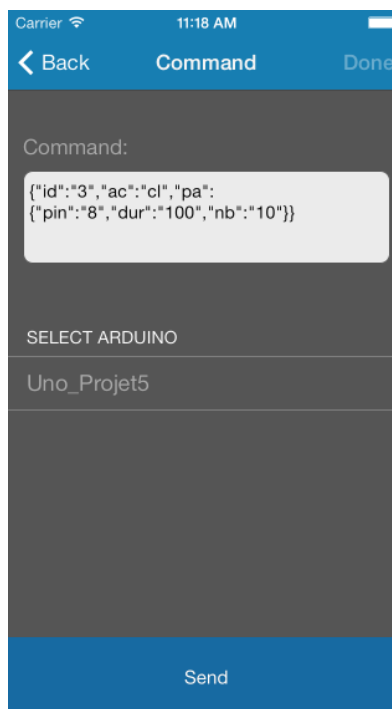 Carrier 11:18 AM
Back Command Done
Command:
{"id":"3","ac":"cl","pa":
{"pin":"8","dur":"100","nb":"10"}}
SELECT ARDUINO
Uno_Projet5
Send